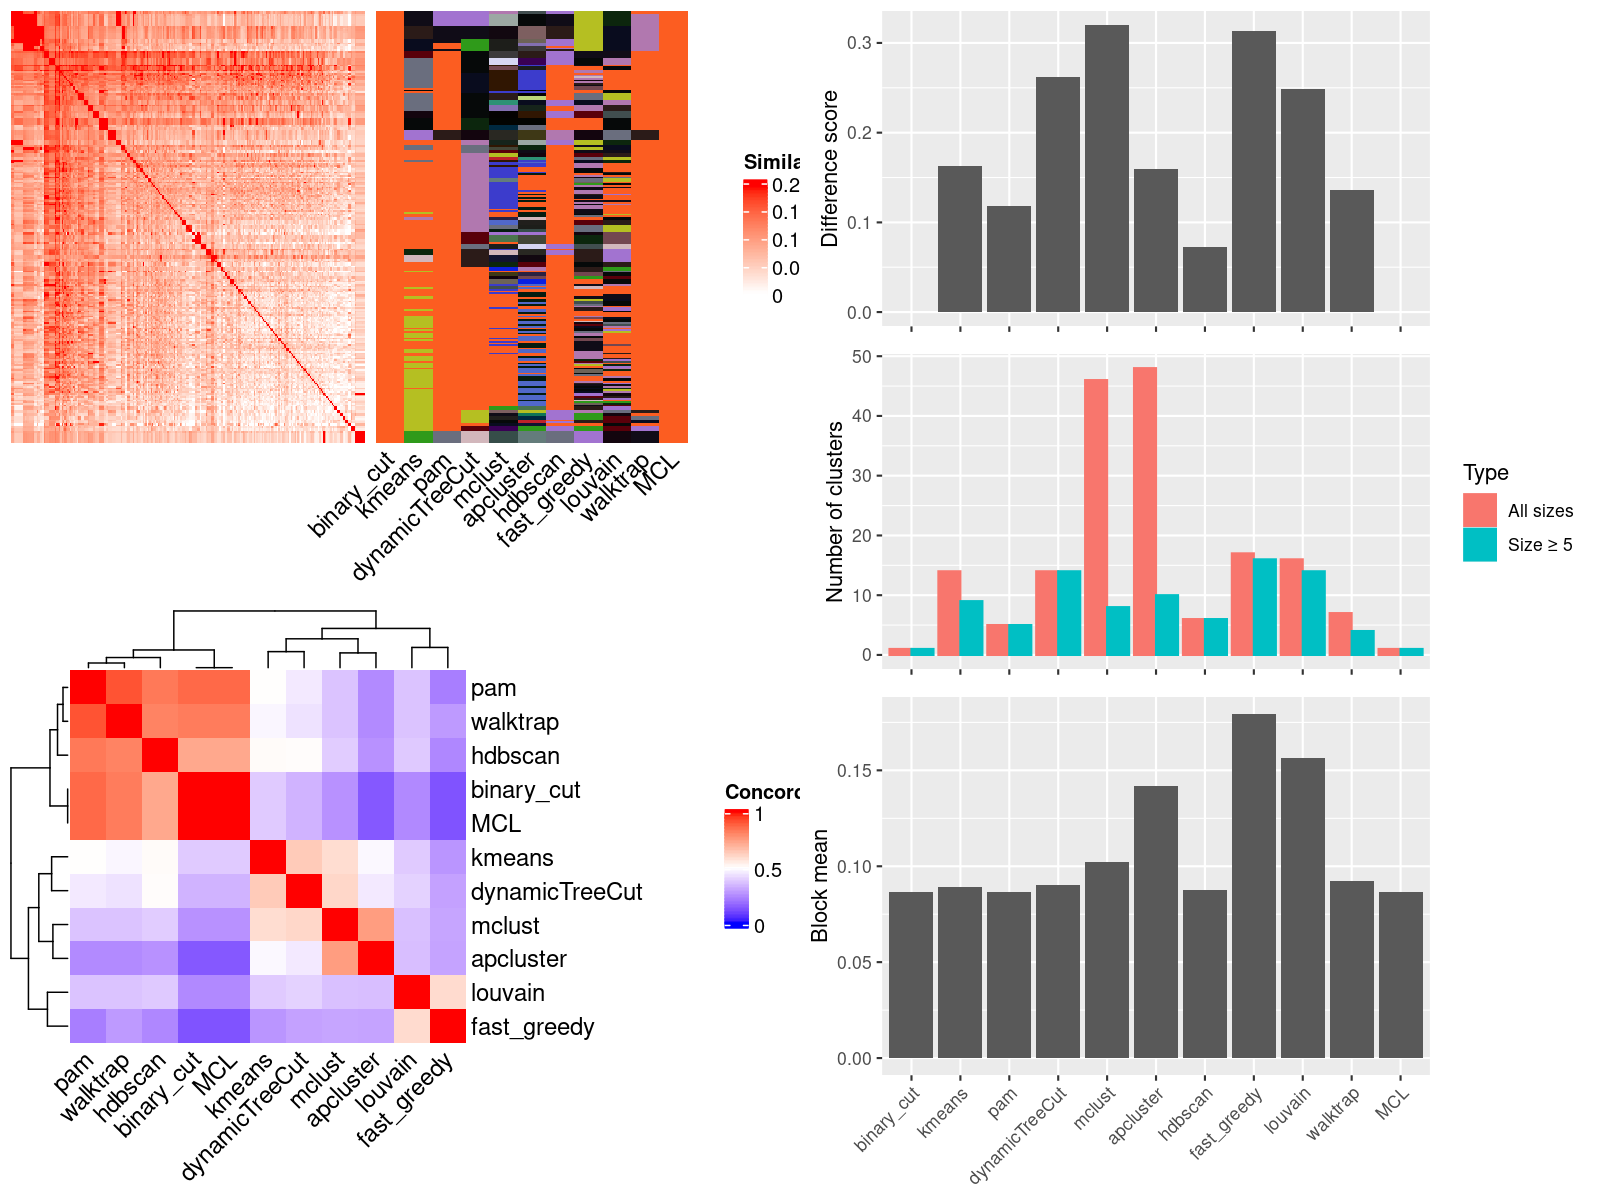 Simila
0.2
0.1
0.1
0.0
0
binary_cut
kmeans
pam
dynamicTreeCut
mclust
apcluster
hdbscan
fast_greedy
louvain
walktrap
MCL
pam
walktrap
hdbscan
binary_cut
MCL
kmeans
dynamicTreeCut
mclust
apcluster
louvain
fast_greedy
pam
walktrap
hdbscan
binary_cut
MCL
kmeans
dynamicTreeCut
mclust
apcluster
louvain
fast_greedy
Concord
1
0.5
0
Difference score
0.3
0.2
0.1
0.0
Number of clusters
50
40
30
20
10
0
Type
All sizes
Size ≥ 5
Block mean
0.15
0.10
0.05
0.00
binary_cut
kmeans
pam
dynamicTreeCut
mclust
apcluster
hdbscan
fast_greedy
louvain
walktrap
MCL